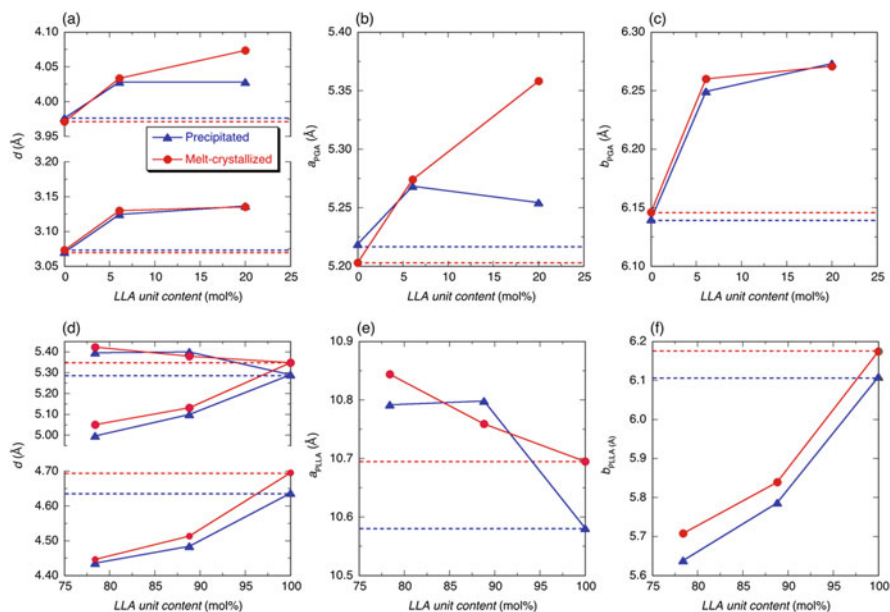 (a)
4.10
4.05
4.00
3.95
3.20
3.15
3.10
3.05
d (Å)
Precipitated
Melt-crystallized
0 5 10 15 20 25
LLA unit content (mol%)
(b)
5.40
5.35
5.30
5.25
5.20
aPGA (Å)
0 5 10 15 20 25
LLA unit content (mol%)
(c)
6.30
6.25
6.20
6.15
6.10
bPGA (Å)
0 5 10 15 20 25
LLA unit content (mol%)
(d)
5.40
5.30
5.20
5.10
5.00
4.70
4.60
4.50
4.40
d (Å)
75 80 85 90 95 100
LLA unit content (mol%)
(e)
10.9
10.8
10.7
10.6
10.5
aPLLA (Å)
75 80 85 90 95 100
LLA unit content (mol%)
(f)
6.2
6.1
6.0
5.9
5.8
5.7
5.6
bPLLA (Å)
75 80 85 90 95 100
LLA unit content (mol%)